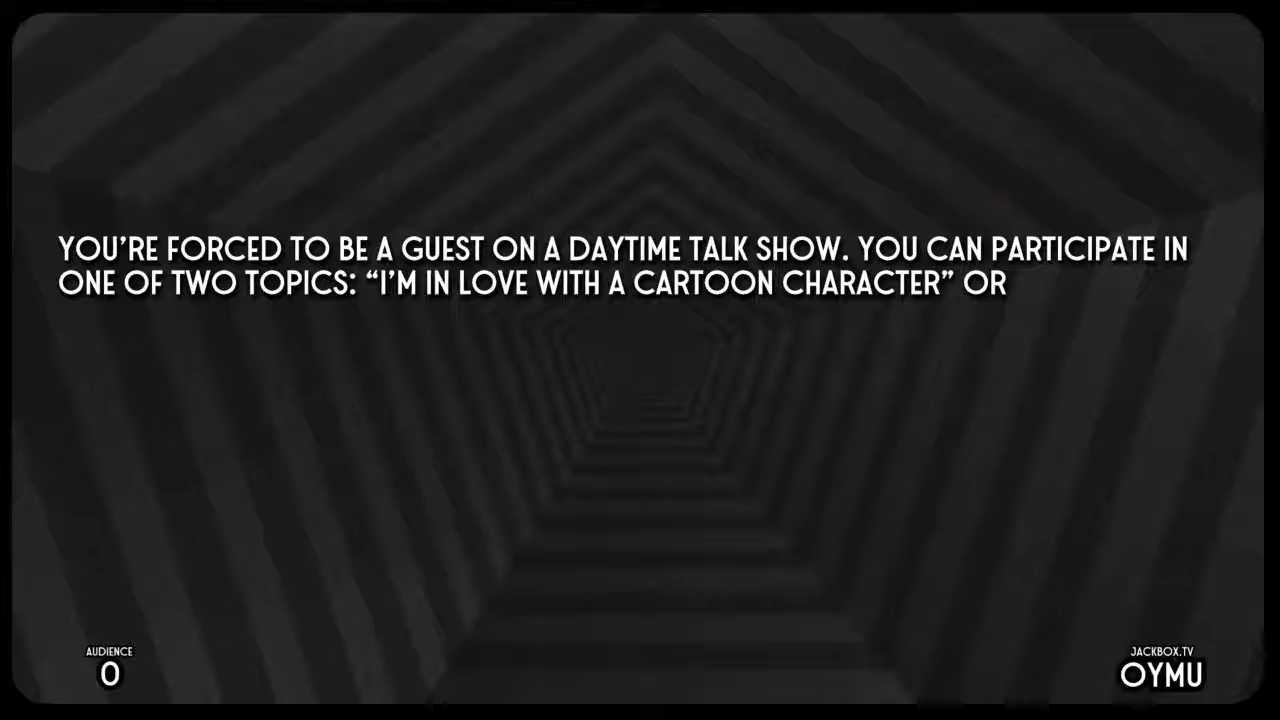 YOU'RE FORCED TO BE A GUEST ON A DAYTIME TALK SHOW. YOU CAN PARTICIPATE IN
ONE OF TWO TOPICS: “I'M IN LOVE WITH A CARTOON CHARACTER” OR
AUDIENCE
0
JACKBOX.TV
OYMU